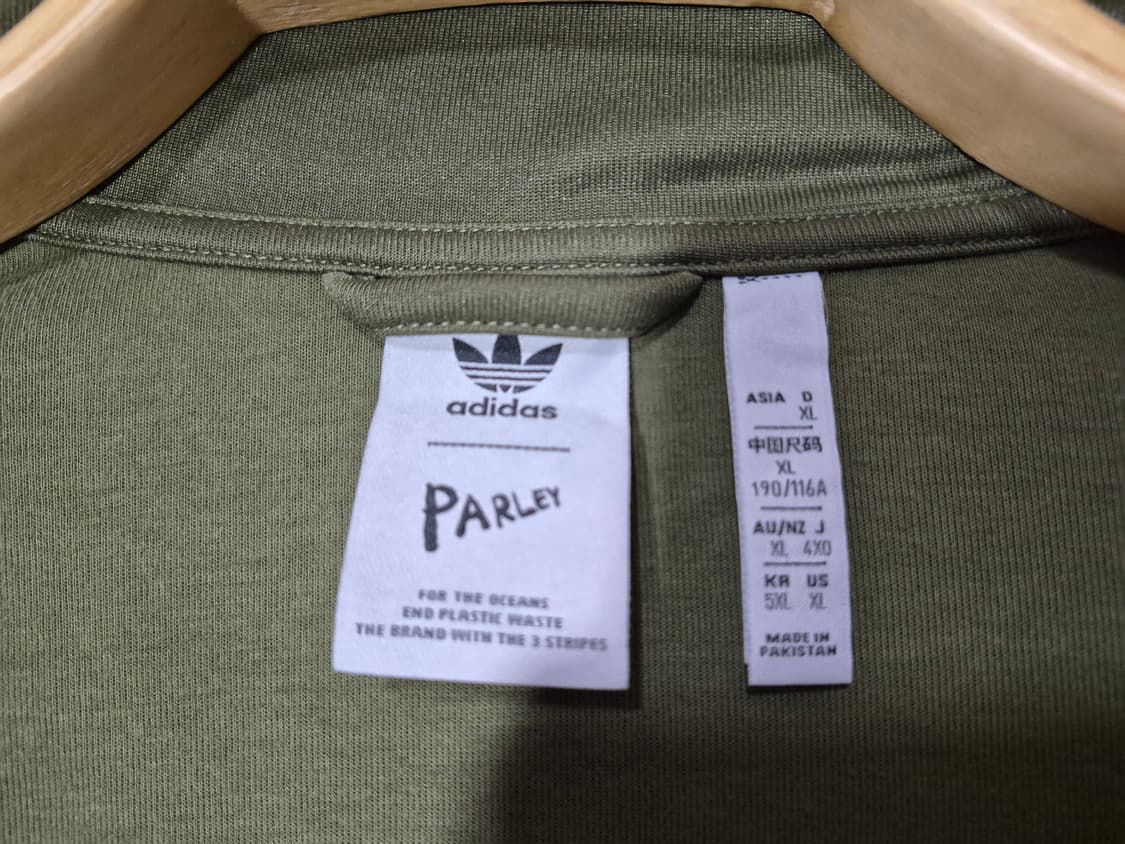 adidas
PARLEY
FOR THE OCEANS
END PLASTIC WASTE
THE BRAND WITH THE 3 STRIPES
ASIA D
XL
中国尺码
XL
190/116A
AU/NZ J
XL 4XO
KR US
5XL XL
MADE IN
PAKISTAN